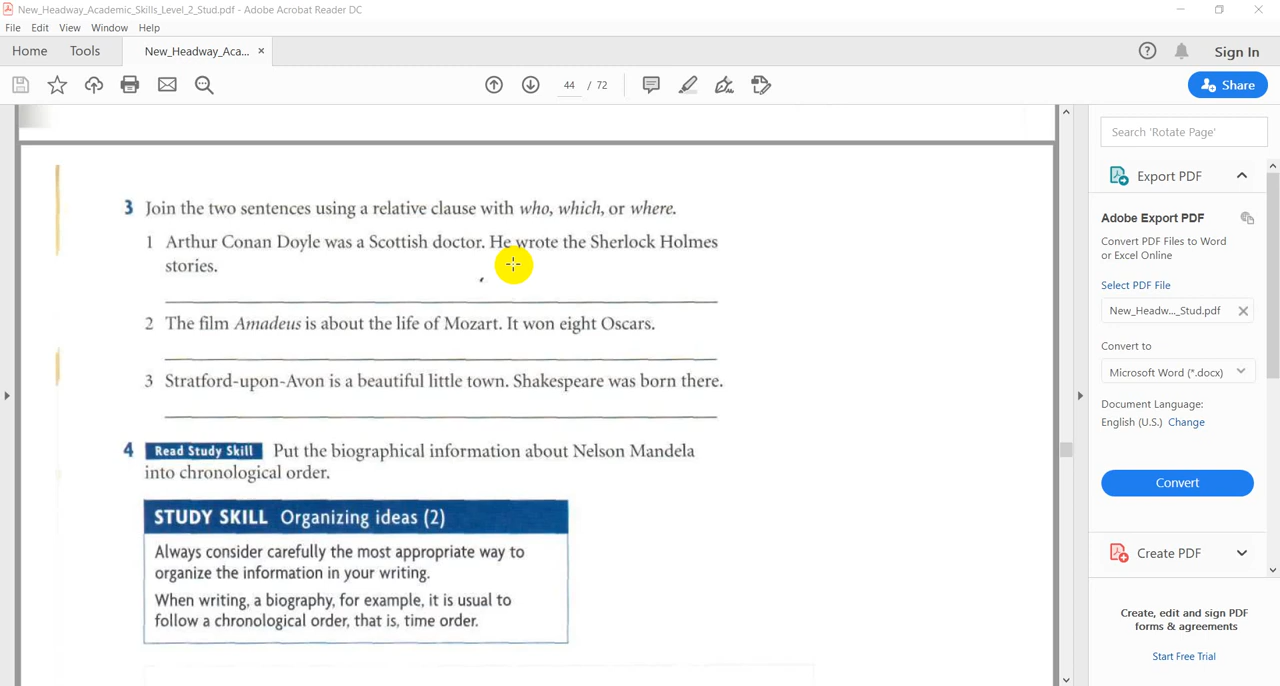 New_Headway_Academic_Skills_Level_2_Stud.pdf - Adobe Acrobat Reader DC
File Edit View Window Help
Home Tools New_Headway_Aca... ×
Sign In
44 / 72
Share
Search 'Rotate Page'
Export PDF
Adobe Export PDF
Convert PDF Files to Word
or Excel Online
Select PDF File
New_Headw..._Stud.pdf
Convert to
Microsoft Word (*.docx)
Document Language:
English (U.S.) Change
Convert
Create PDF
Create, edit and sign PDF
forms & agreements
Start Free Trial
3 Join the two sentences using a relative clause with who, which, or where.
1 Arthur Conan Doyle was a Scottish doctor. He wrote the Sherlock Holmes
stories.
2 The film Amadeus is about the life of Mozart. It won eight Oscars.
3 Stratford-upon-Avon is a beautiful little town. Shakespeare was born there.
4 Read Study Skill Put the biographical information about Nelson Mandela
into chronological order.
STUDY SKILL Organizing ideas (2)
Always consider carefully the most appropriate way to
organize the information in your writing.
When writing, a biography, for example, it is usual to
follow a chronological order, that is, time order.